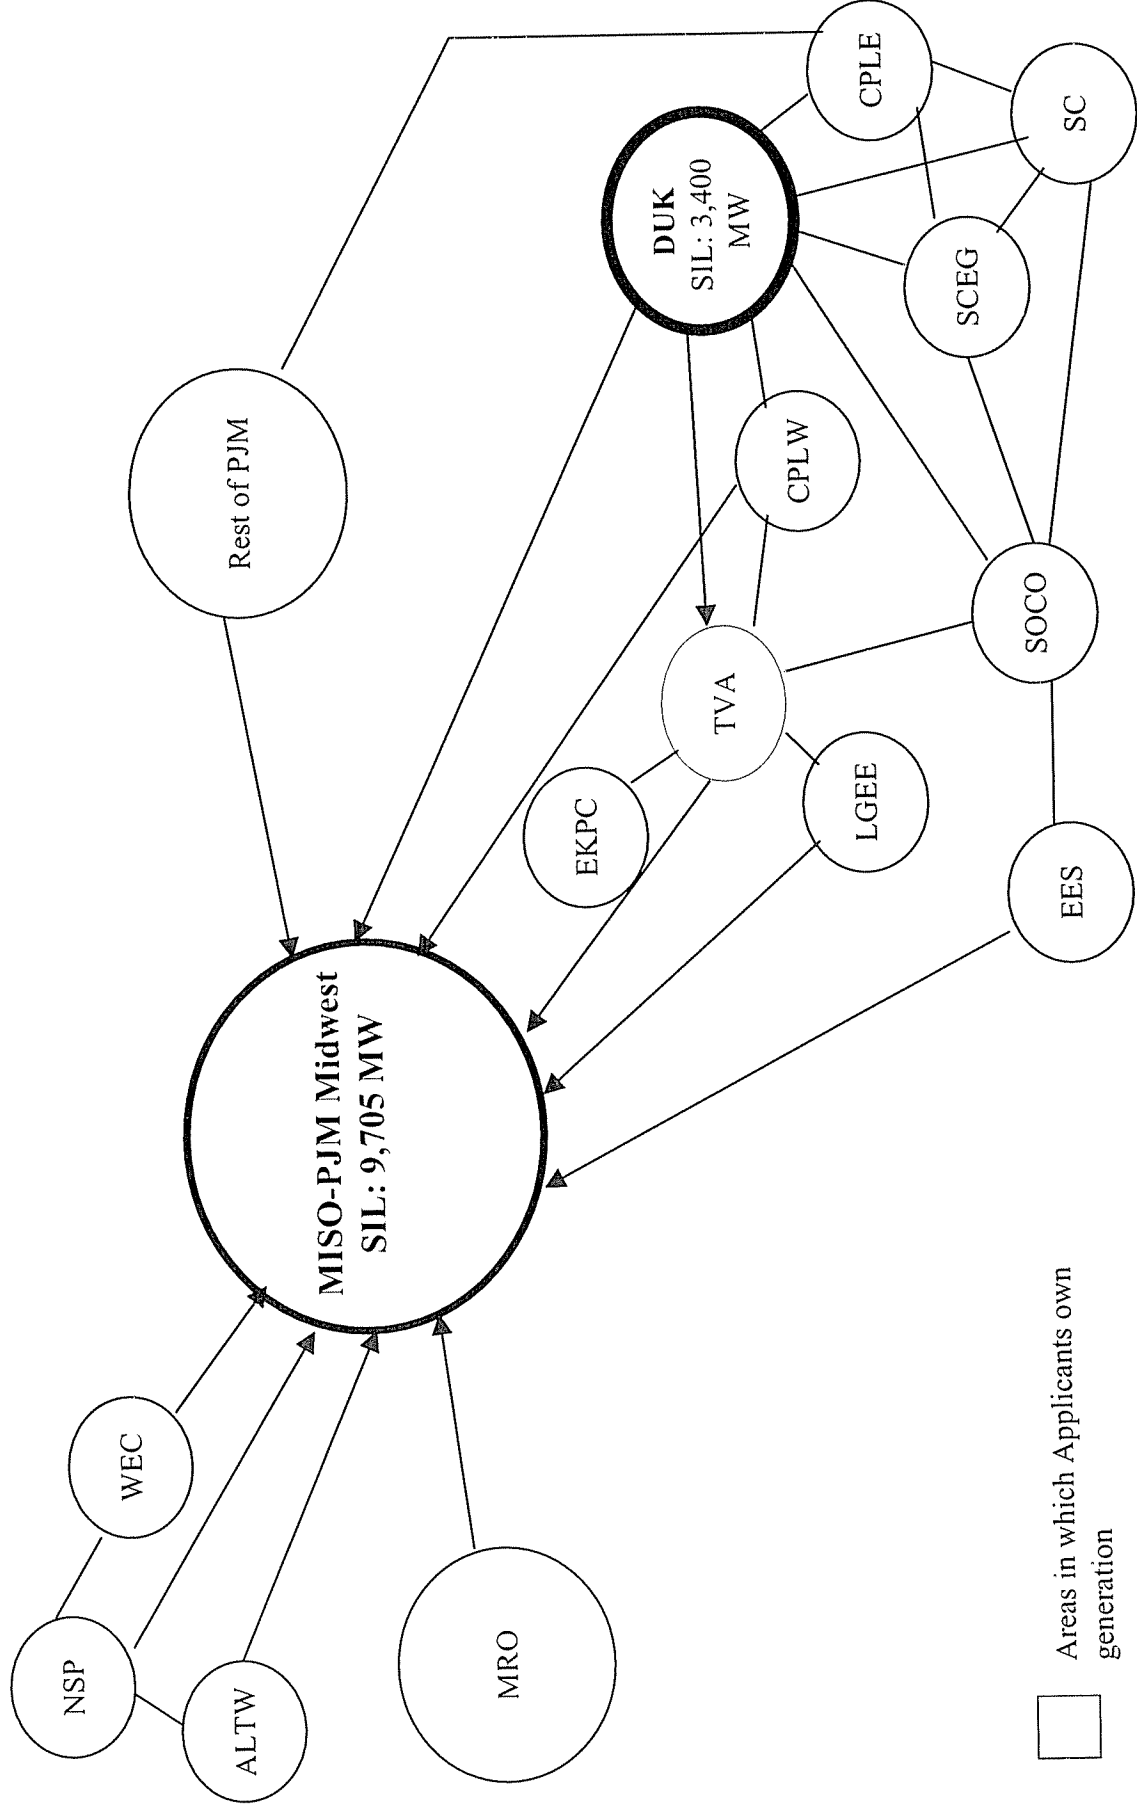 NSP
WEC
ALTW
MRO
MISO-PJM Midwest
SIL: 9,705 MW
Rest of PJM
EKPC
TVA
LGEE
EES
CPLW
SOCO
DUK
SIL: 3,400
MW
SCEG
CPLE
SC
Areas in which Applicants own
generation